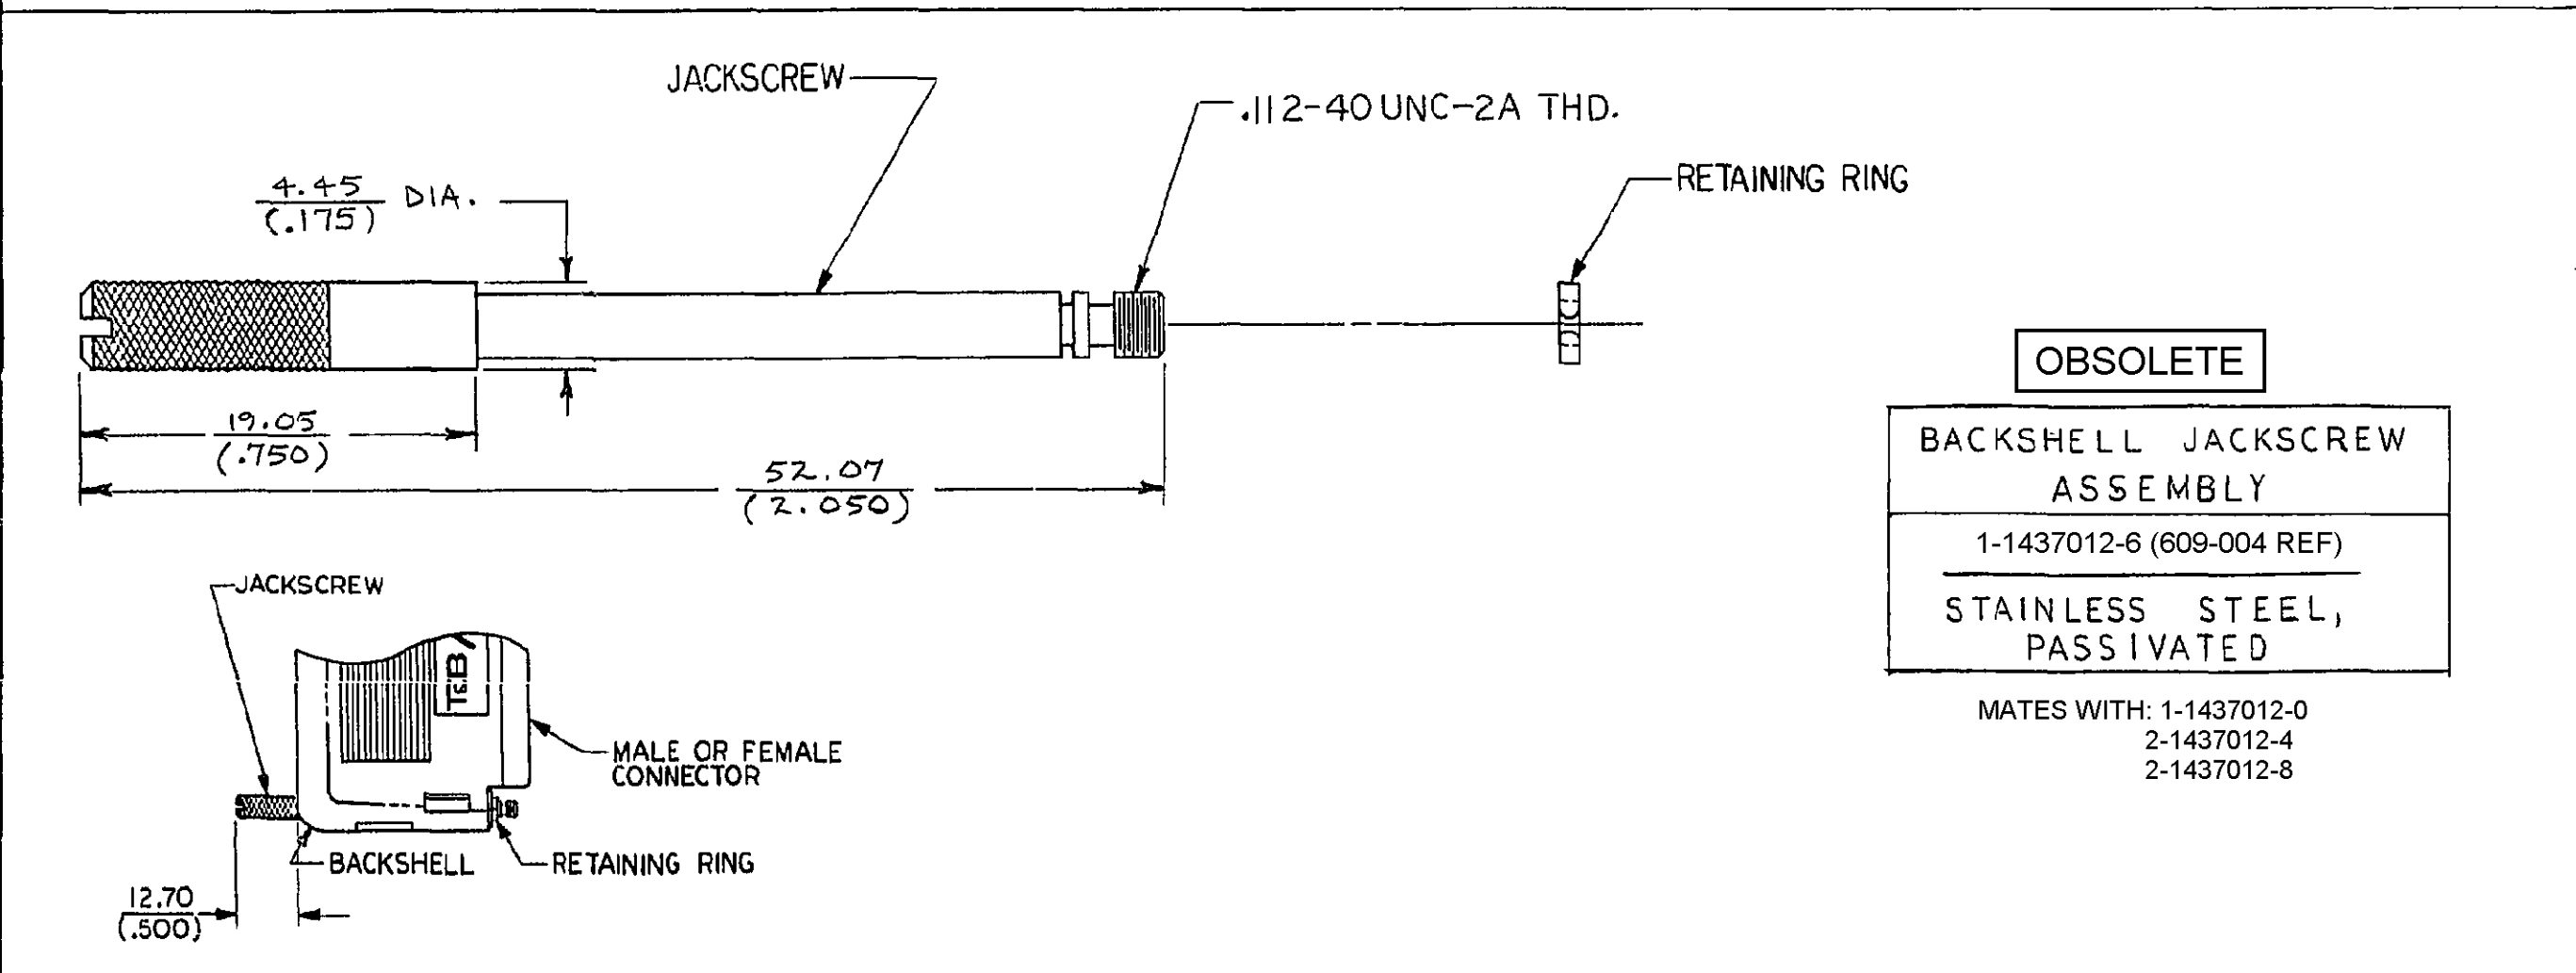 JACKSCREW
.112-40 UNC-2A THD.
RETAINING RING
4.45
(.175)
DIA.
19.05
(.750)
52.07
(2.050)
OBSOLETE
BACKSHELL JACKSCREW
ASSEMBLY
1-1437012-6 (609-004 REF)
STAINLESS STEEL,
PASSIVATED
MATES WITH: 1-1437012-0
2-1437012-4
2-1437012-8
JACKSCREW
T&B
MALE OR FEMALE
CONNECTOR
BACKSHELL
RETAINING RING
12.70
(.500)